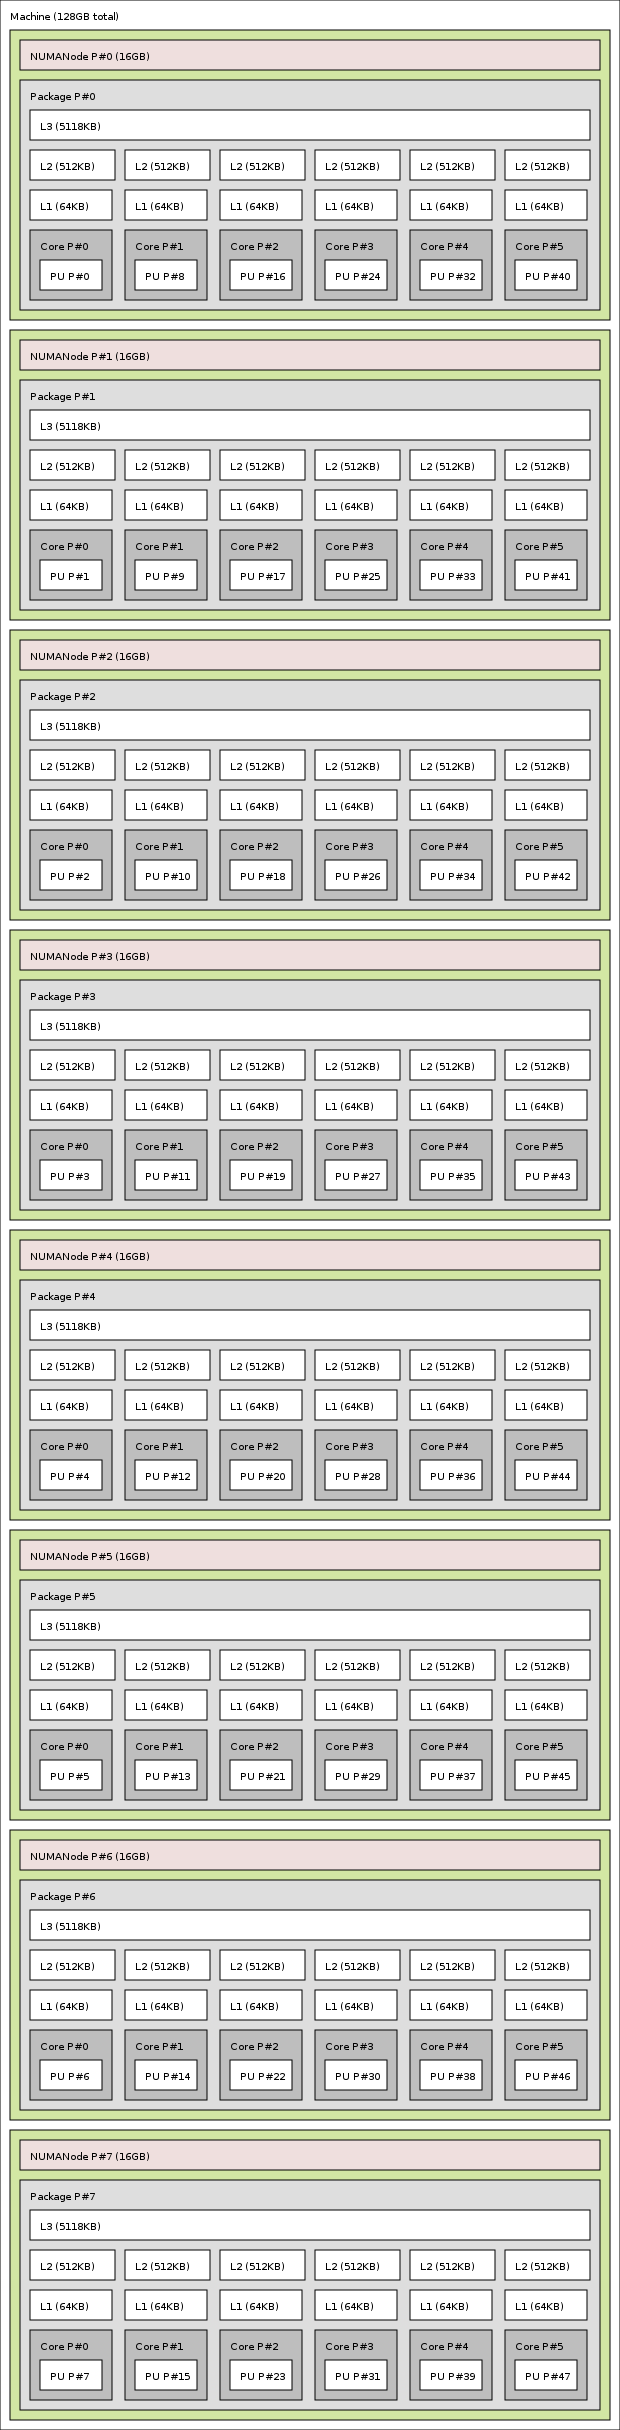 Machine (128GB total)
NUMANode P#0 (16GB)
Package P#0
L3 (5118KB)
L2 (512KB) L2 (512KB) L2 (512KB) L2 (512KB) L2 (512KB) L2 (512KB)
L1 (64KB) L1 (64KB) L1 (64KB) L1 (64KB) L1 (64KB) L1 (64KB)
Core P#0 Core P#1 Core P#2 Core P#3 Core P#4 Core P#5
PU P#0 PU P#8 PU P#16 PU P#24 PU P#32 PU P#40
NUMANode P#1 (16GB)
Package P#1
L3 (5118KB)
L2 (512KB) L2 (512KB) L2 (512KB) L2 (512KB) L2 (512KB) L2 (512KB)
L1 (64KB) L1 (64KB) L1 (64KB) L1 (64KB) L1 (64KB) L1 (64KB)
Core P#0 Core P#1 Core P#2 Core P#3 Core P#4 Core P#5
PU P#1 PU P#9 PU P#17 PU P#25 PU P#33 PU P#41
NUMANode P#2 (16GB)
Package P#2
L3 (5118KB)
L2 (512KB) L2 (512KB) L2 (512KB) L2 (512KB) L2 (512KB) L2 (512KB)
L1 (64KB) L1 (64KB) L1 (64KB) L1 (64KB) L1 (64KB) L1 (64KB)
Core P#0 Core P#1 Core P#2 Core P#3 Core P#4 Core P#5
PU P#2 PU P#10 PU P#18 PU P#26 PU P#34 PU P#42
NUMANode P#3 (16GB)
Package P#3
L3 (5118KB)
L2 (512KB) L2 (512KB) L2 (512KB) L2 (512KB) L2 (512KB) L2 (512KB)
L1 (64KB) L1 (64KB) L1 (64KB) L1 (64KB) L1 (64KB) L1 (64KB)
Core P#0 Core P#1 Core P#2 Core P#3 Core P#4 Core P#5
PU P#3 PU P#11 PU P#19 PU P#27 PU P#35 PU P#43
NUMANode P#4 (16GB)
Package P#4
L3 (5118KB)
L2 (512KB) L2 (512KB) L2 (512KB) L2 (512KB) L2 (512KB) L2 (512KB)
L1 (64KB) L1 (64KB) L1 (64KB) L1 (64KB) L1 (64KB) L1 (64KB)
Core P#0 Core P#1 Core P#2 Core P#3 Core P#4 Core P#5
PU P#4 PU P#12 PU P#20 PU P#28 PU P#36 PU P#44
NUMANode P#5 (16GB)
Package P#5
L3 (5118KB)
L2 (512KB) L2 (512KB) L2 (512KB) L2 (512KB) L2 (512KB) L2 (512KB)
L1 (64KB) L1 (64KB) L1 (64KB) L1 (64KB) L1 (64KB) L1 (64KB)
Core P#0 Core P#1 Core P#2 Core P#3 Core P#4 Core P#5
PU P#5 PU P#13 PU P#21 PU P#29 PU P#37 PU P#45
NUMANode P#6 (16GB)
Package P#6
L3 (5118KB)
L2 (512KB) L2 (512KB) L2 (512KB) L2 (512KB) L2 (512KB) L2 (512KB)
L1 (64KB) L1 (64KB) L1 (64KB) L1 (64KB) L1 (64KB) L1 (64KB)
Core P#0 Core P#1 Core P#2 Core P#3 Core P#4 Core P#5
PU P#6 PU P#14 PU P#22 PU P#30 PU P#38 PU P#46
NUMANode P#7 (16GB)
Package P#7
L3 (5118KB)
L2 (512KB) L2 (512KB) L2 (512KB) L2 (512KB) L2 (512KB) L2 (512KB)
L1 (64KB) L1 (64KB) L1 (64KB) L1 (64KB) L1 (64KB) L1 (64KB)
Core P#0 Core P#1 Core P#2 Core P#3 Core P#4 Core P#5
PU P#7 PU P#15 PU P#23 PU P#31 PU P#39 PU P#47